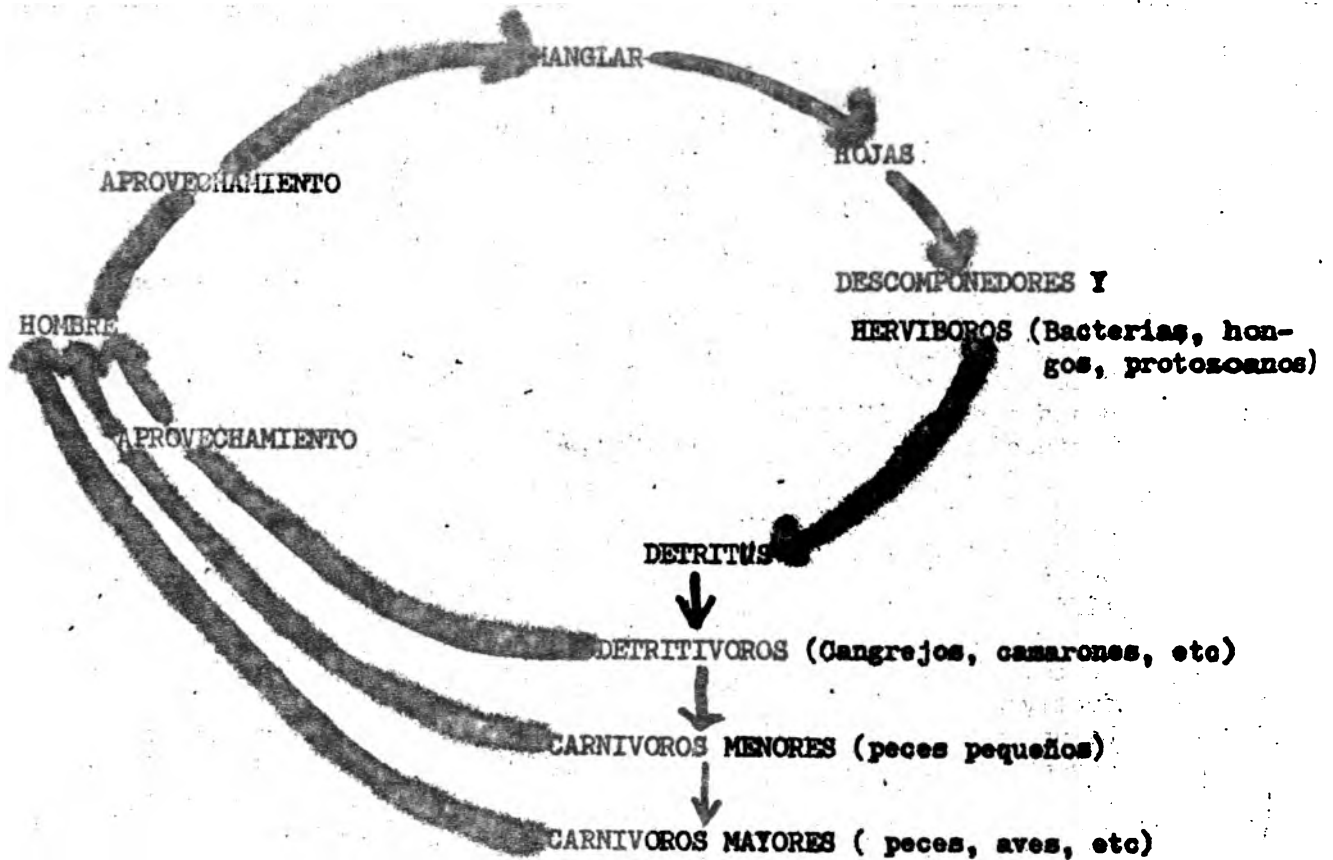 MANGLAR
HOJAS
APROVECHAMIENTO
DESCOMPONEDORES Y
HOMBRE
HERVIBOROS (Bacterias, hon-
gos, protozoanos)
APROVECHAMIENTO
DETRITUS
DETRITIVOROS (Cangrejos, camarones, etc)
CARNIVOROS MENORES (peces pequeños)
CARNIVOROS MAYORES ( peces, aves, etc)